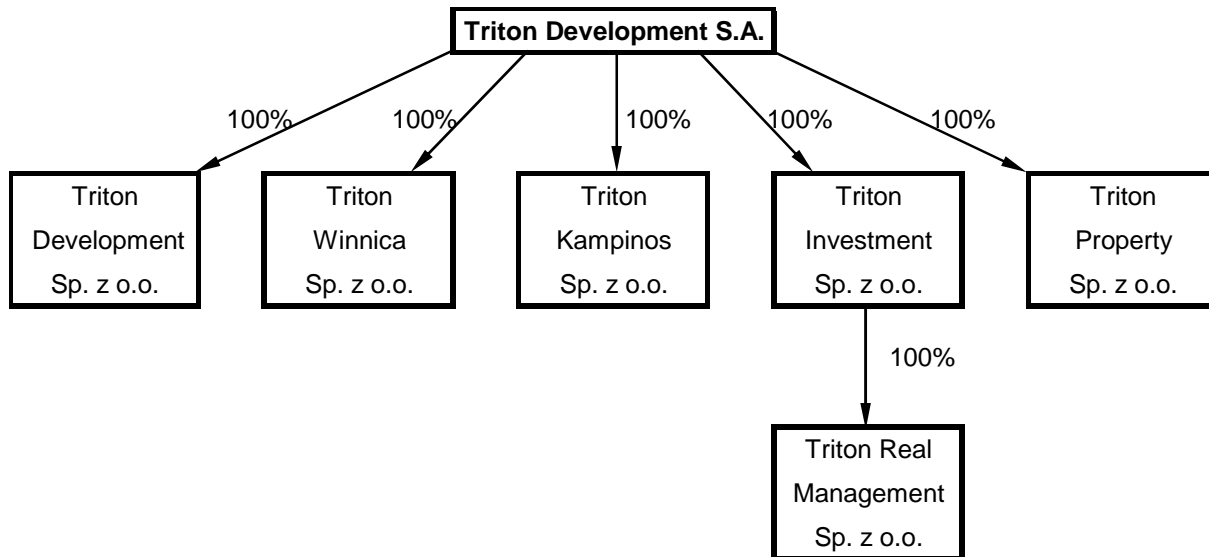 Triton Development S.A.
100%
100%
100%
100%
100%
Triton
Development
Sp. z o.o.
Triton
Winnica
Sp. z o.o.
Triton
Kampinos
Sp. z o.o.
Triton
Investment
Sp. z o.o.
Triton
Property
Sp. z o.o.
100%
Triton Real
Management
Sp. z o.o.